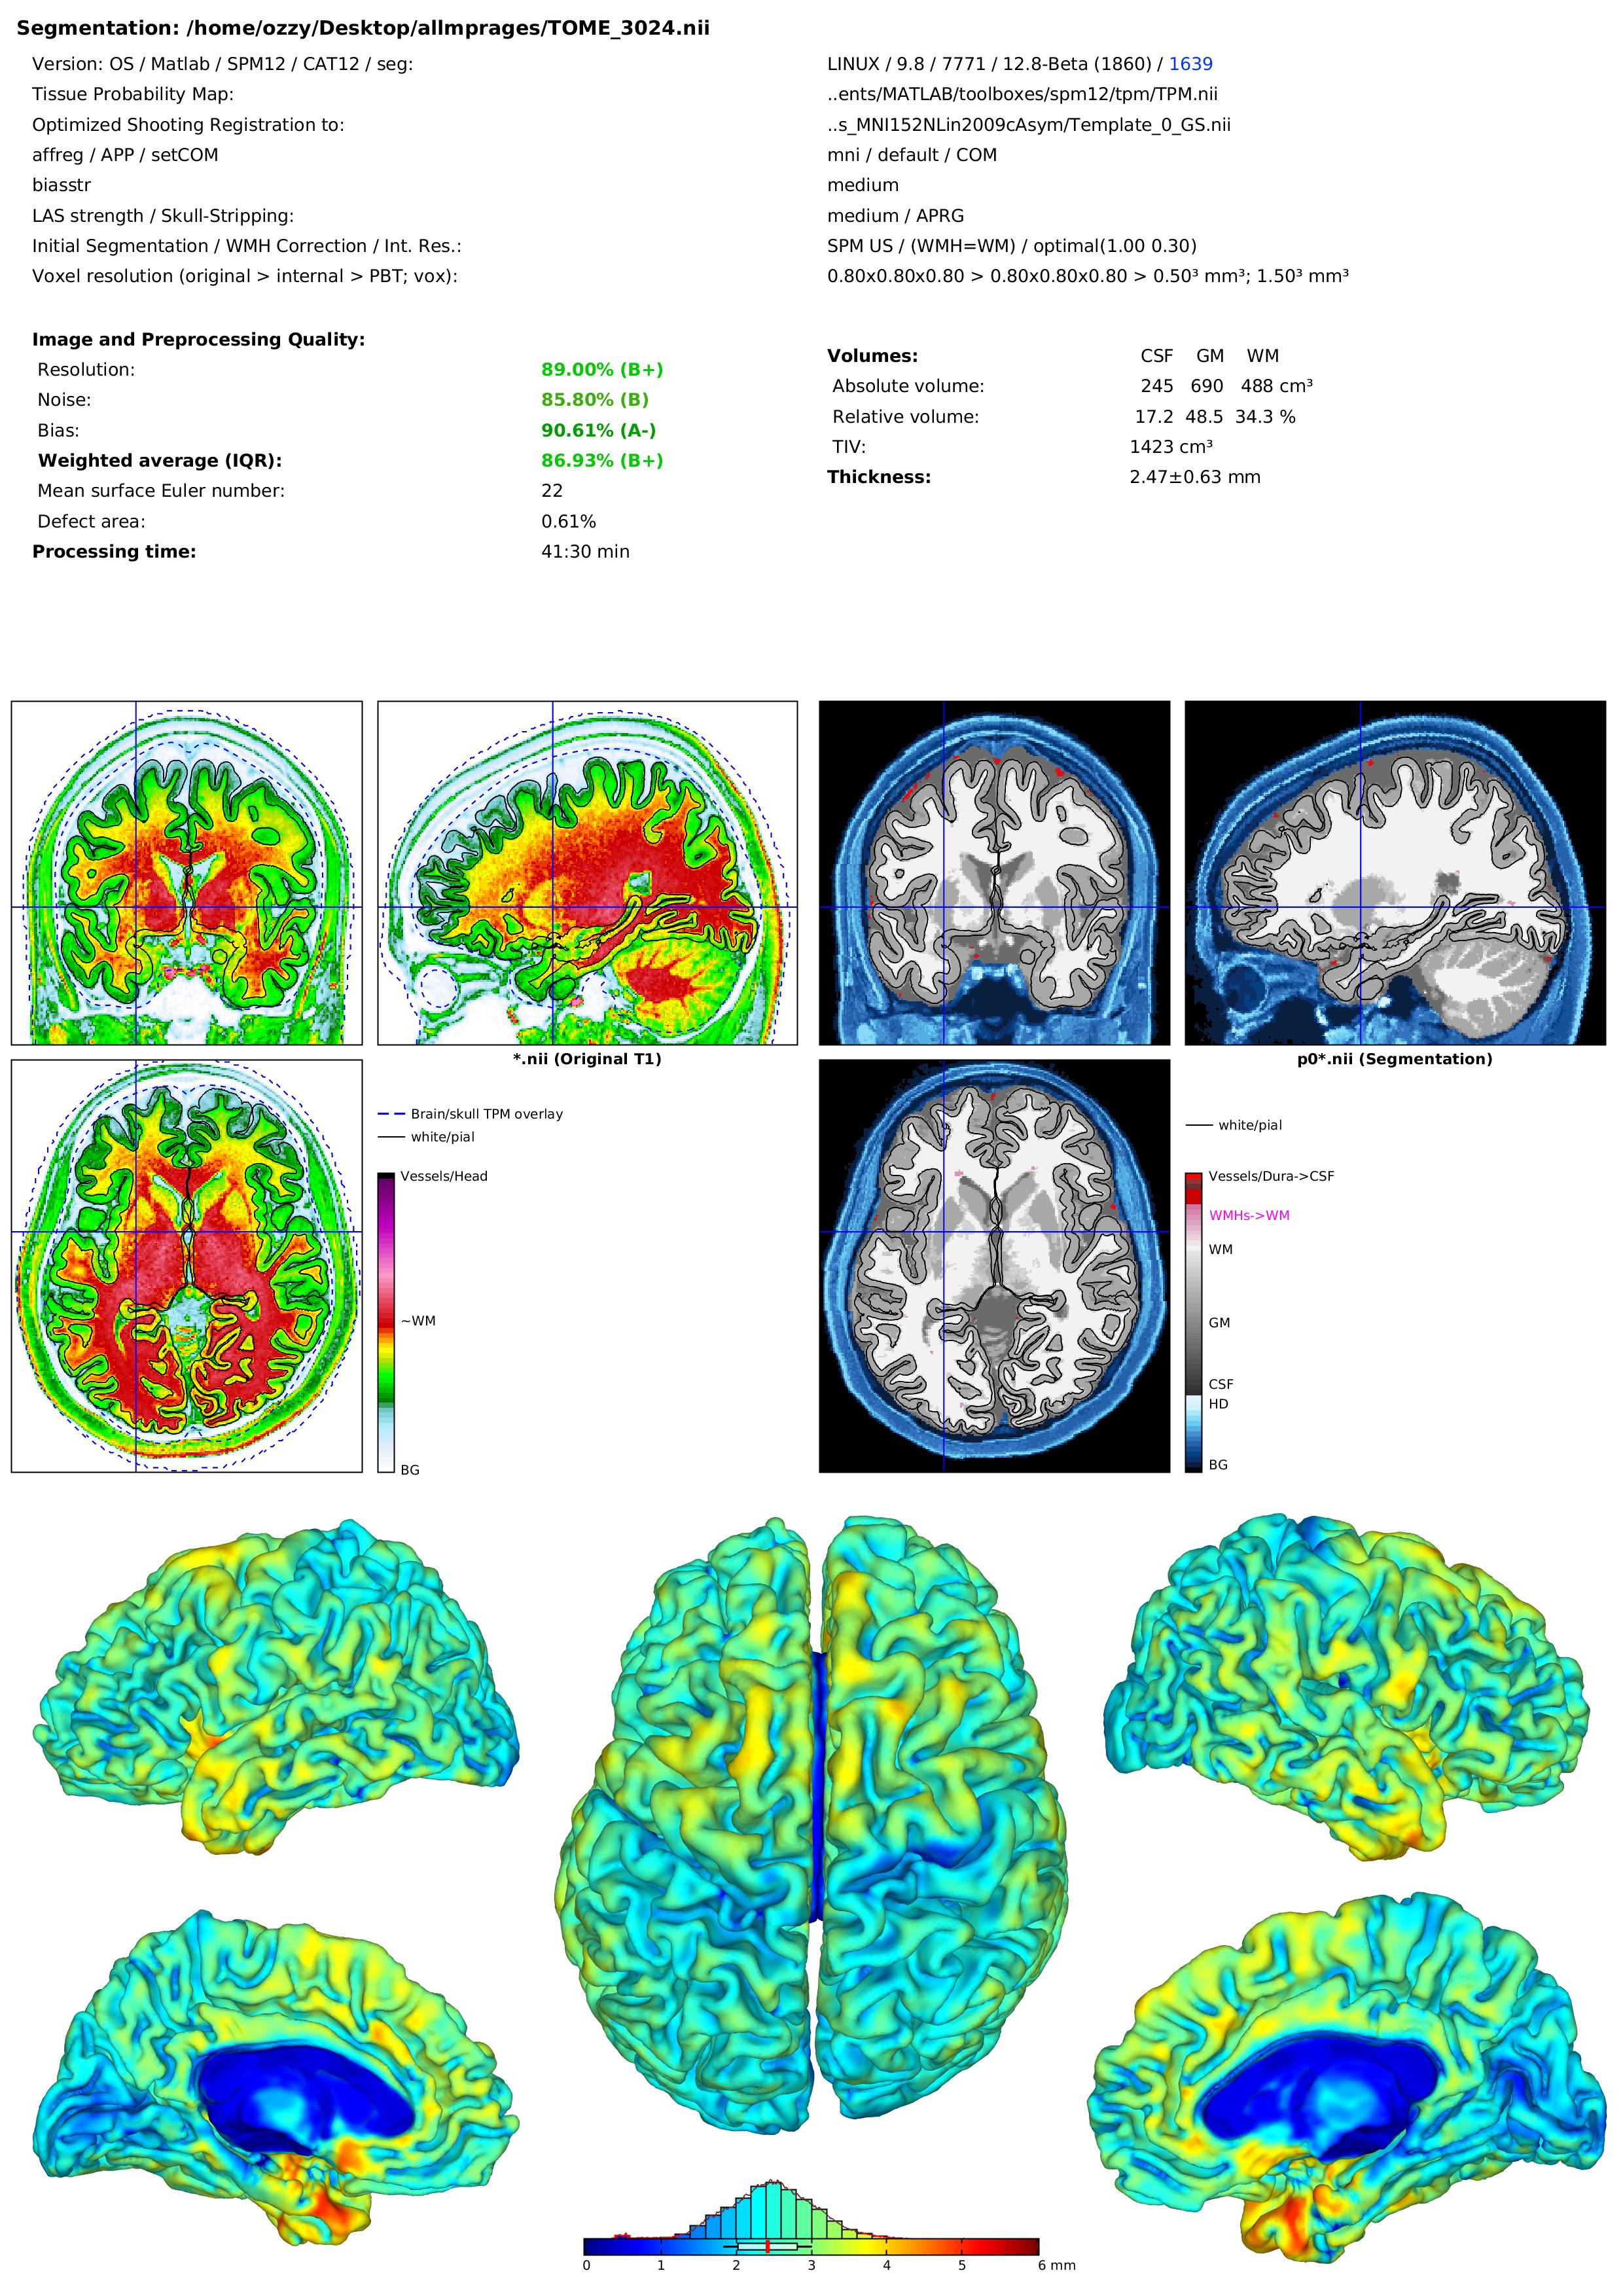 Segmentation: /home/ozzy/Desktop/allmprages/TOME_3024.nii
Version: OS / Matlab / SPM12 / CAT12 / seg: LINUX / 9.8 / 7771 / 12.8-Beta (1860) / 1639
Tissue Probability Map: ..ents/MATLAB/toolboxes/spm12/tpm/TPM.nii
Optimized Shooting Registration to: ..s_MNI152NLin2009cAsym/Template_0_GS.nii
affreg / APP / setCOM mni / default / COM
biasstr medium
LAS strength / Skull-Stripping: medium / APRG
Initial Segmentation / WMH Correction / Int. Res.: SPM US / (WMH=WM) / optimal(1.00 0.30)
Voxel resolution (original > internal > PBT; vox): 0.80x0.80x0.80 > 0.80x0.80x0.80 > 0.50³ mm³; 1.50³ mm³
Image and Preprocessing Quality:
Resolution: 89.00% (B+)
Noise: 85.80% (B)
Bias: 90.61% (A-)
Weighted average (IQR): 86.93% (B+)
Mean surface Euler number: 22
Defect area: 0.61%
Processing time: 41:30 min
Volumes: CSF GM WM
Absolute volume: 245 690 488 cm³
Relative volume: 17.2 48.5 34.3 %
TIV: 1423 cm³
Thickness: 2.47±0.63 mm
*.nii (Original T1)
p0*.nii (Segmentation)
Brain/skull TPM overlay
white/pial
Vessels/Head
~WM
BG
white/pial
Vessels/Dura->CSF
WMHs->WM
WM
GM
CSF
HD
BG
0 1 2 3 4 5 6 mm